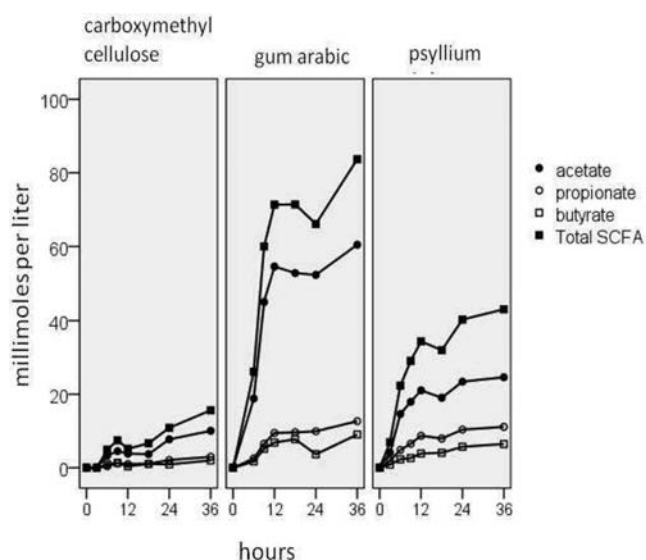 carboxymethyl
cellulose
gum arabic
psyllium
100
80
60
40
20
0
millimoles per liter
0 12 24 36
0 12 24 36
0 12 24 36
hours
acetate
propionate
butyrate
Total SCFA